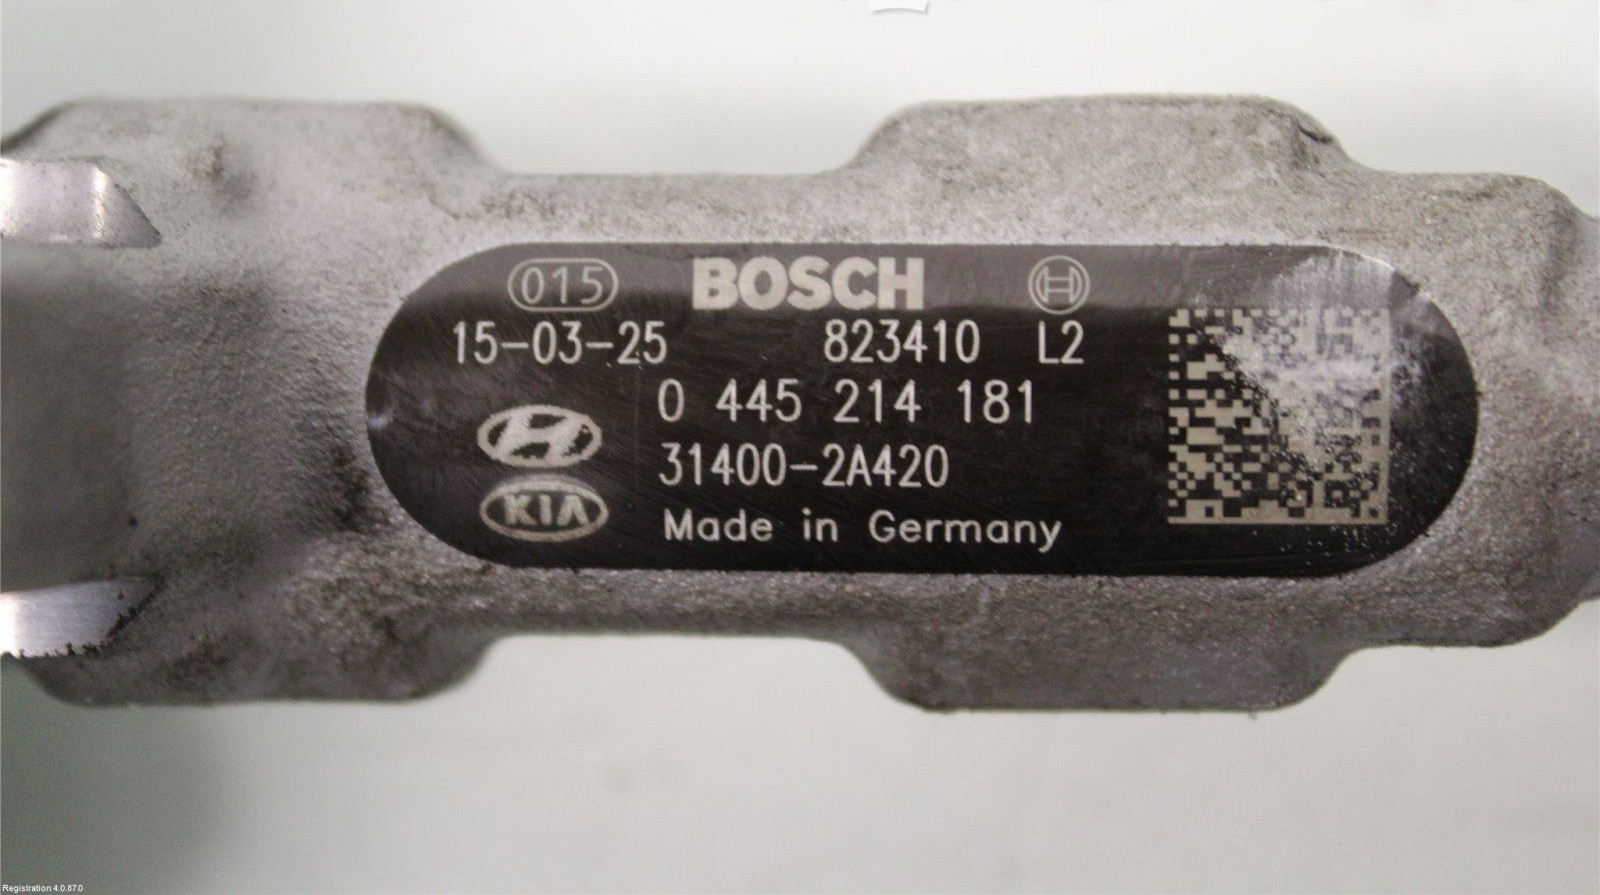 015 BOSCH
15-03-25 823410 L2
0 445 214 181
31400-2A420
KIA
Made in Germany
Registration 4.0.87.0